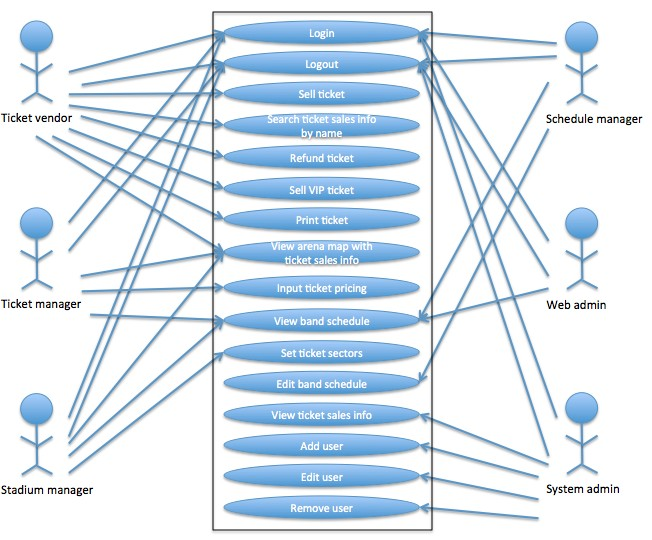 Login
Logout
Sell ticket
Ticket vendor
Schedule manager
Search ticket sales info
by name
Refund ticket
Sell VIP ticket
Print ticket
View arena map with
ticket sales info
Input ticket pricing
Ticket manager
Web admin
View band schedule
Set ticket sectors
Edit band schedule
View ticket sales info
Add user
Edit user
Stadium manager
System admin
Remove user